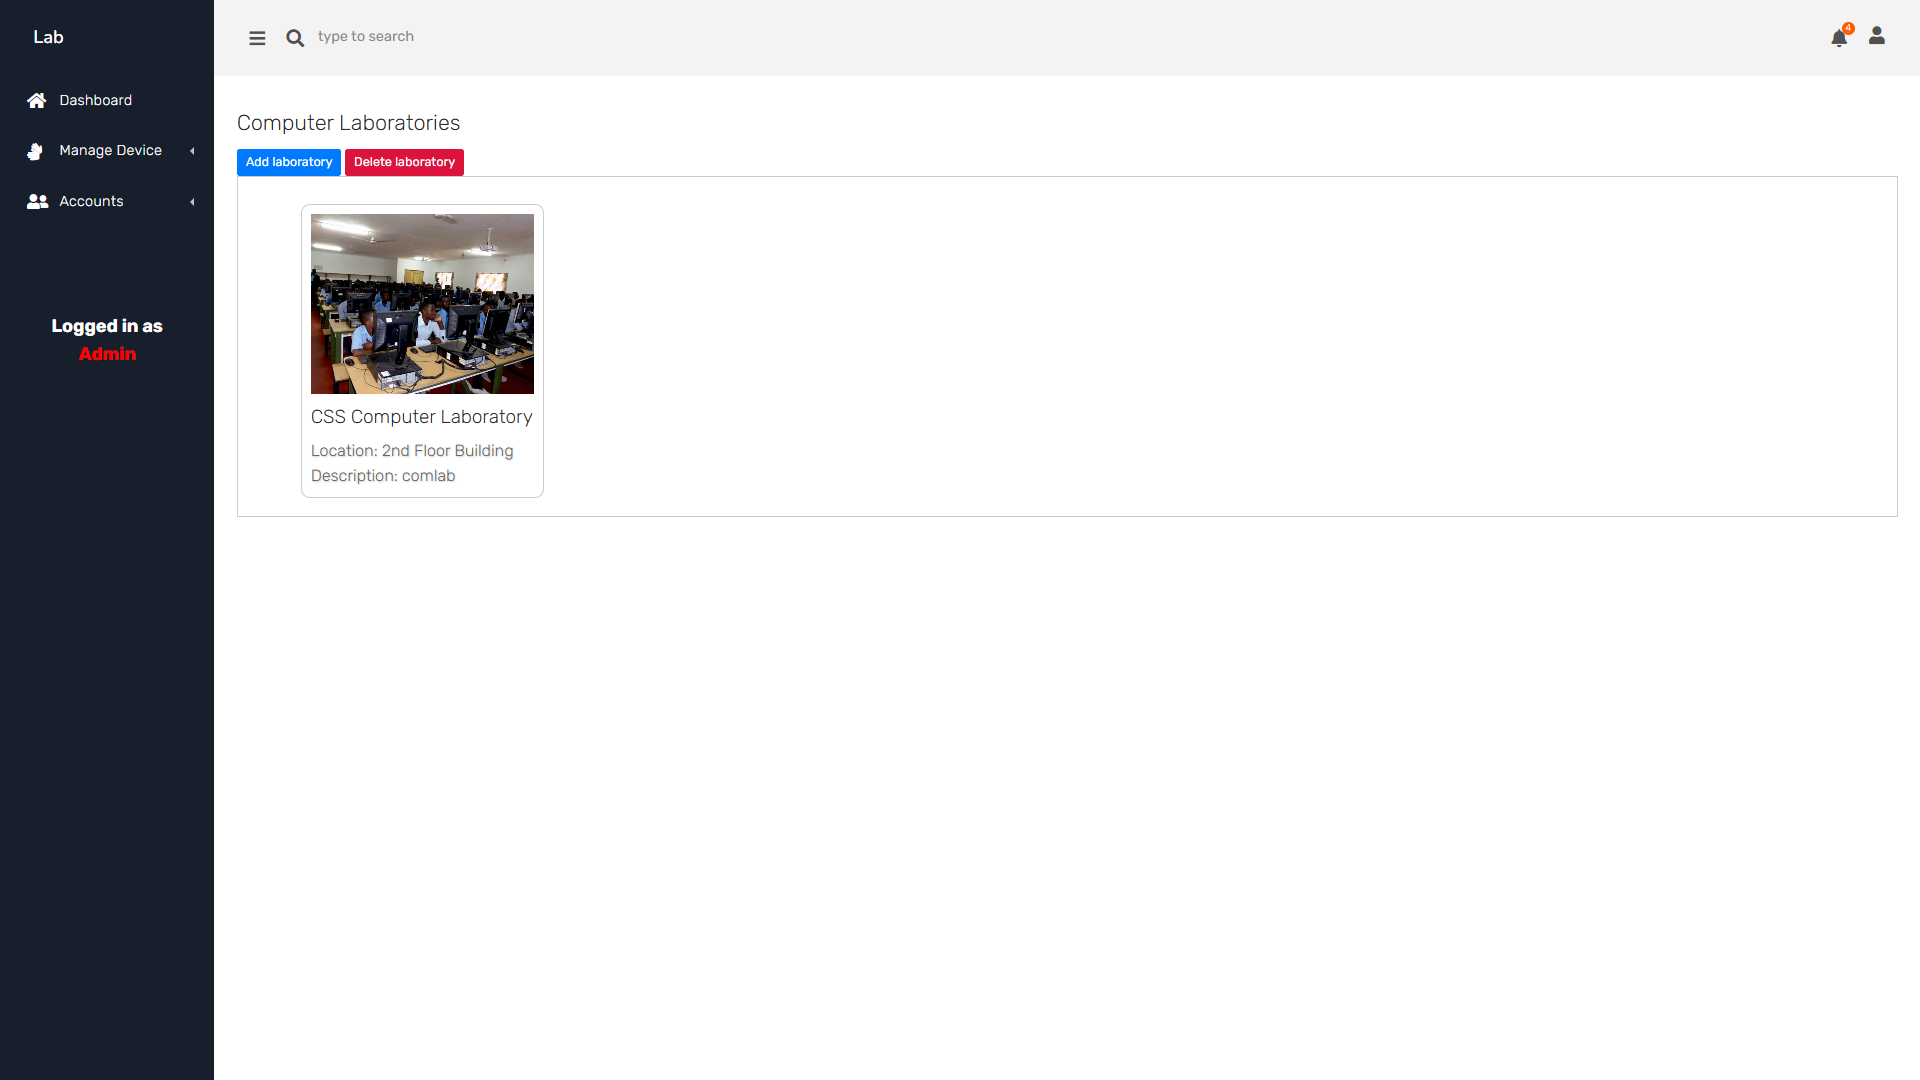 Lab
type to search
4
Dashboard
Manage Device
Accounts
Logged in as
Admin
Computer Laboratories
Add laboratory
Delete laboratory
CSS Computer Laboratory
Location: 2nd Floor Building
Description: comlab